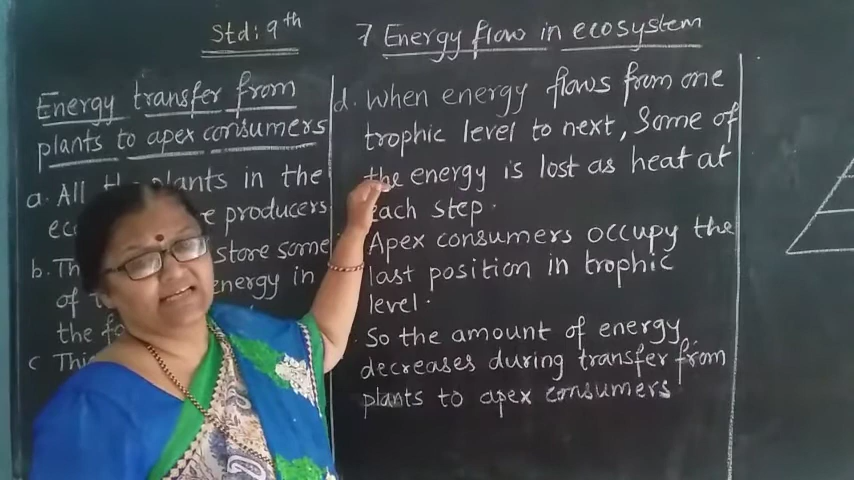 Std: 9th
7 Energy flow in ecosystem
Energy transfer from
plants to apex consumers
a. All the plants in the
producers
b. store some
of energy in
the
c
d. When energy flows from one
trophic level to next, Some of
the energy is lost as heat at
each step.
Apex consumers occupy the
last position in trophic
level.
So the amount of energy
decreases during transfer from
plants to apex consumers